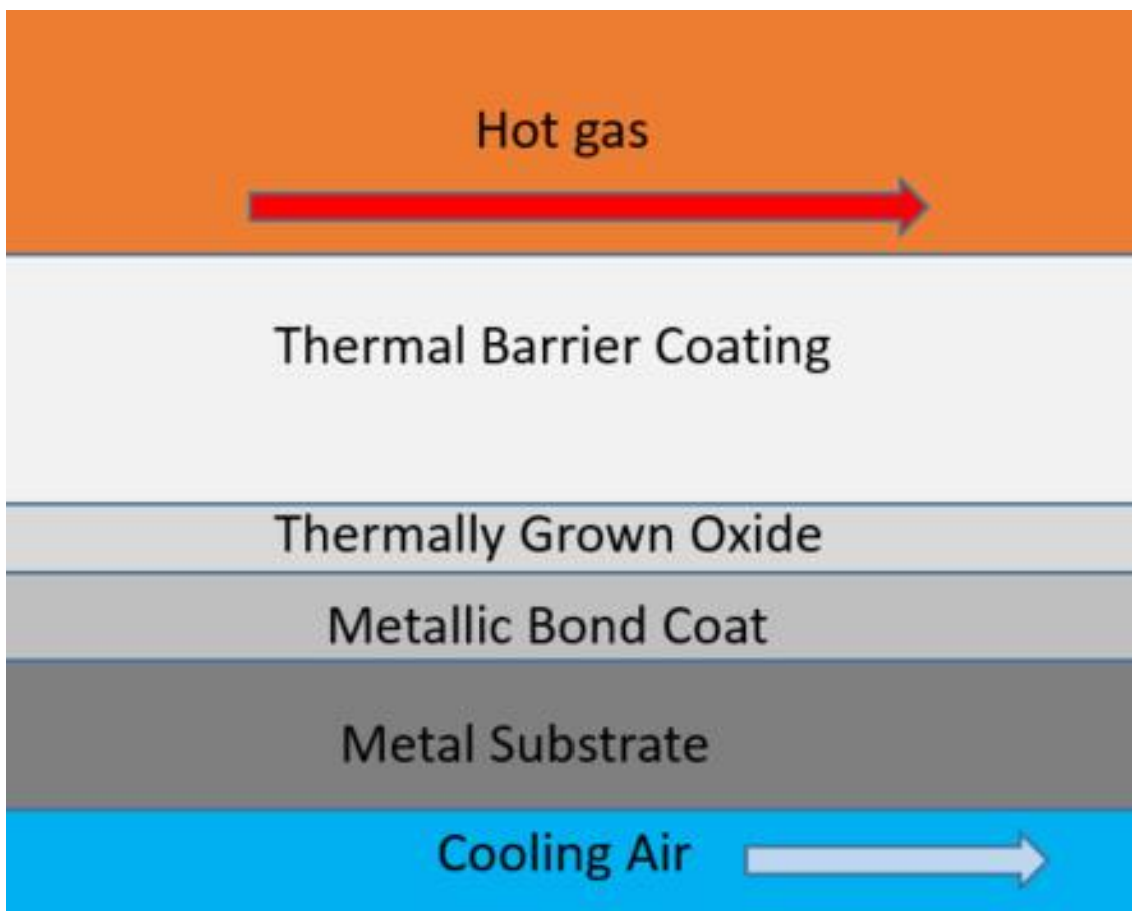 Hot gas
Thermal Barrier Coating
Thermally Grown Oxide
Metallic Bond Coat
Metal Substrate
Cooling Air